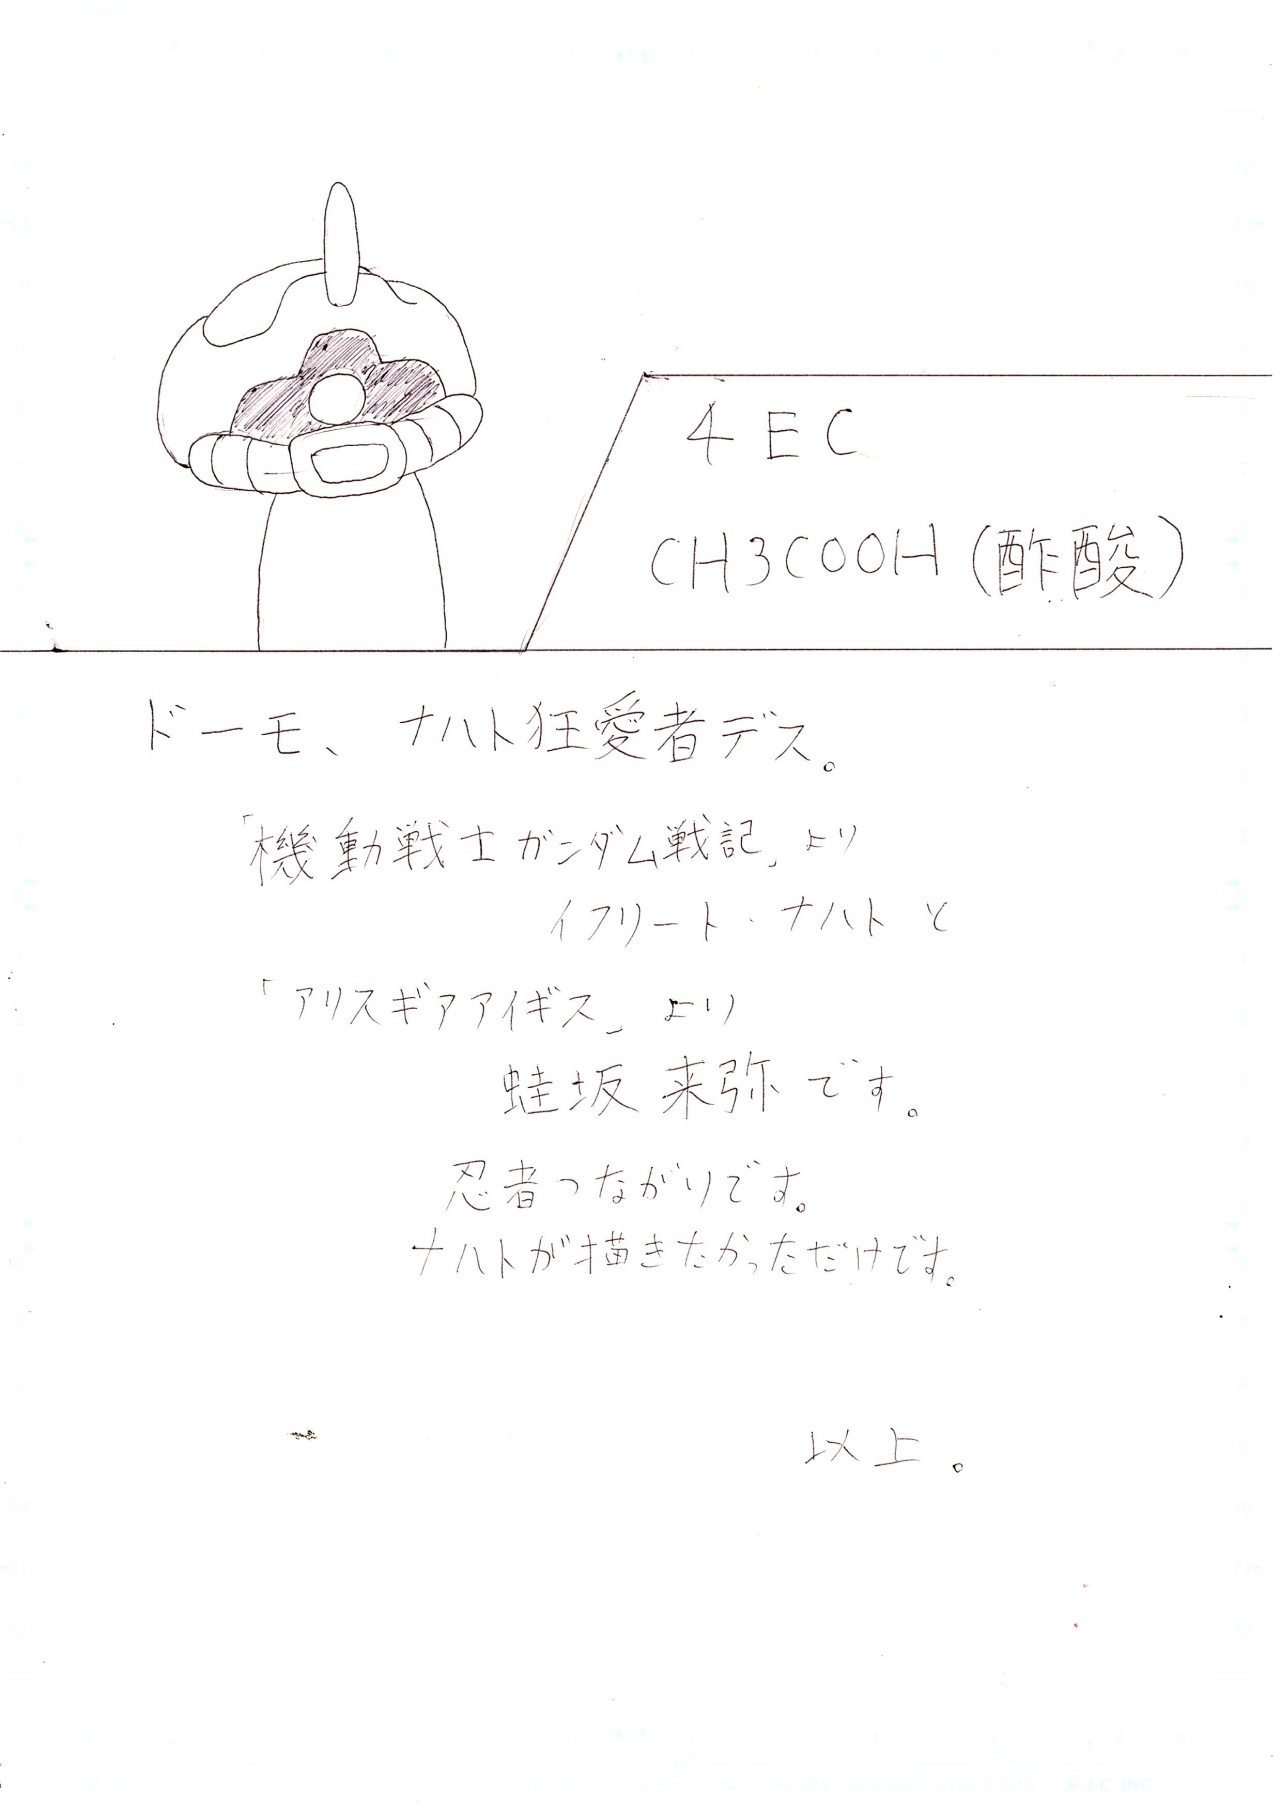 4EC
CH3COOH（酢酸）
ドーモ、ナハト狂愛者デス。
「機動戦士ガンダム戦記」より
イフリート・ナハトと
「アリスギアアイギス」より
蛙坂 来弥です。
忍者つながりです。
ナハトが描きたかっただけです。
以上。